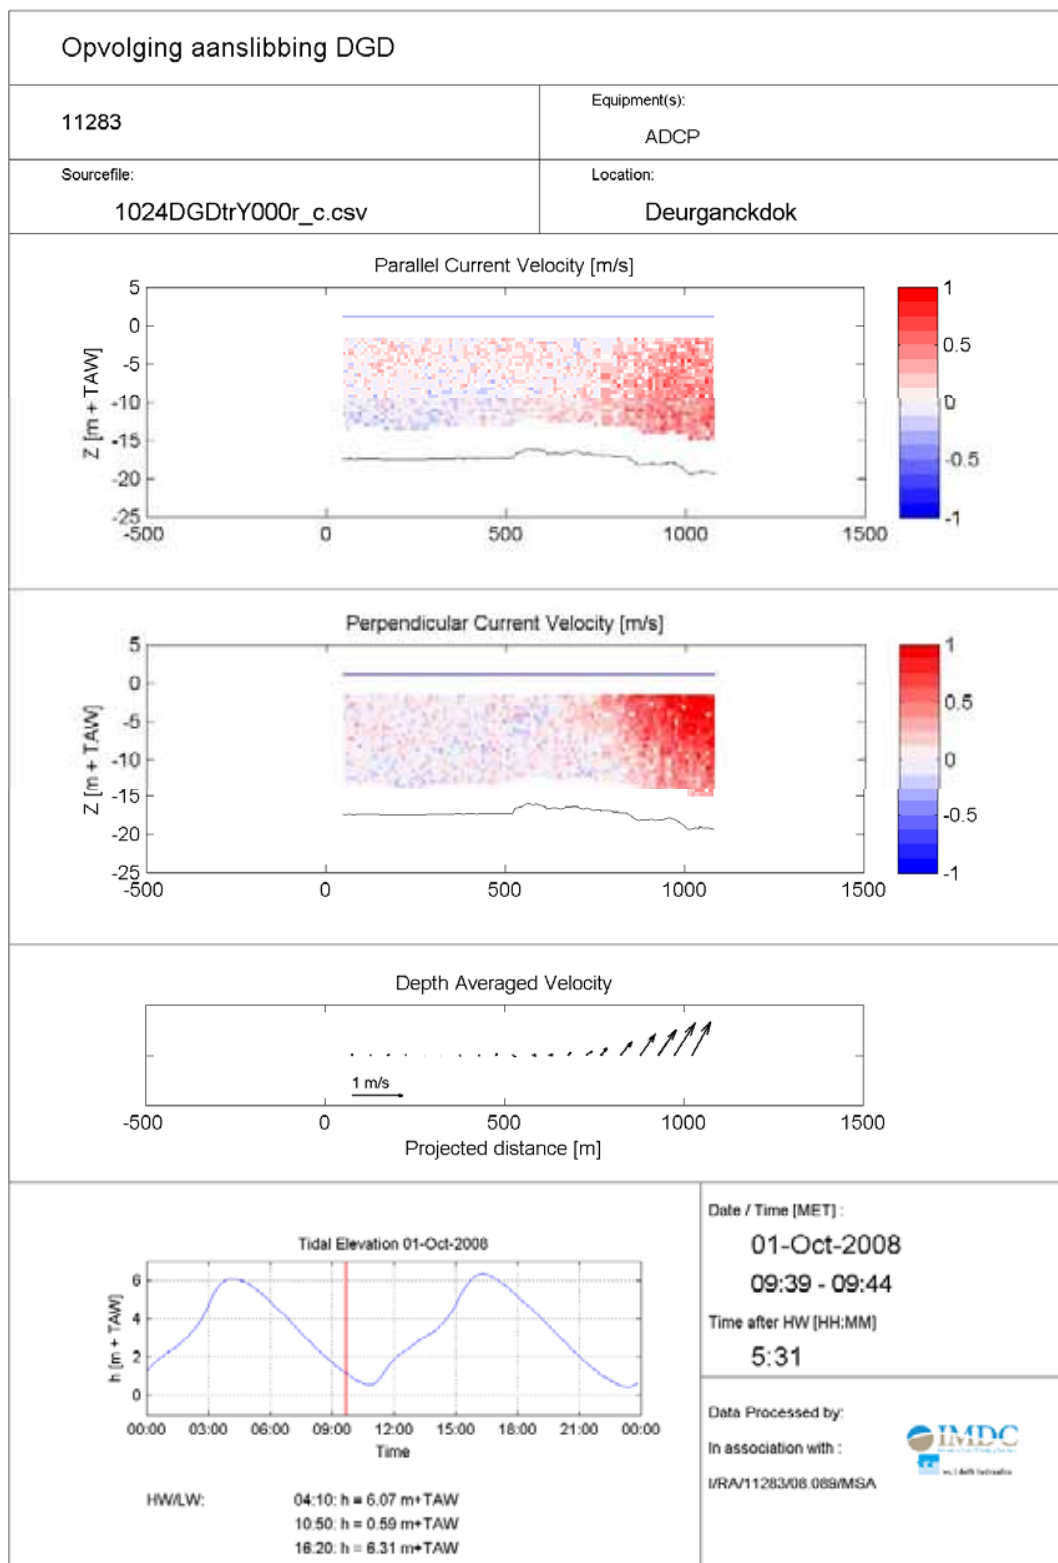 Opvolging aanslibbing DGD
11283
Equipment(s):
ADCP
Sourcefile:
1024DGDtrY000r_c.csv
Location:
Deurganckdok
Parallel Current Velocity [m/s]
Z [m + TAW]
5
0
-5
-10
-15
-20
-25
-500
0
500
1000
1500
1
0.5
0
-0.5
-1
Perpendicular Current Velocity [m/s]
Z [m + TAW]
5
0
-5
-10
-15
-20
-25
-500
0
500
1000
1500
1
0.5
0
-0.5
-1
Depth Averaged Velocity
1 m/s
-500
0
500
1000
1500
Projected distance [m]
Tidal Elevation 01-Oct-2008
h [m + TAW]
6
4
2
0
00:00
03:00
06:00
09:00
12:00
15:00
18:00
21:00
00:00
Time
HW/LW:
04:10: h = 6.07 m+TAW
10:50: h = 0.59 m+TAW
16:20: h = 6.31 m+TAW
Date / Time [MET] :
01-Oct-2008
09:39 - 09:44
Time after HW [HH:MM]
5:31
Data Processed by:
IMDC
In association with :
wl | delft hydraulics
I/RA/11283/08.089/MSA